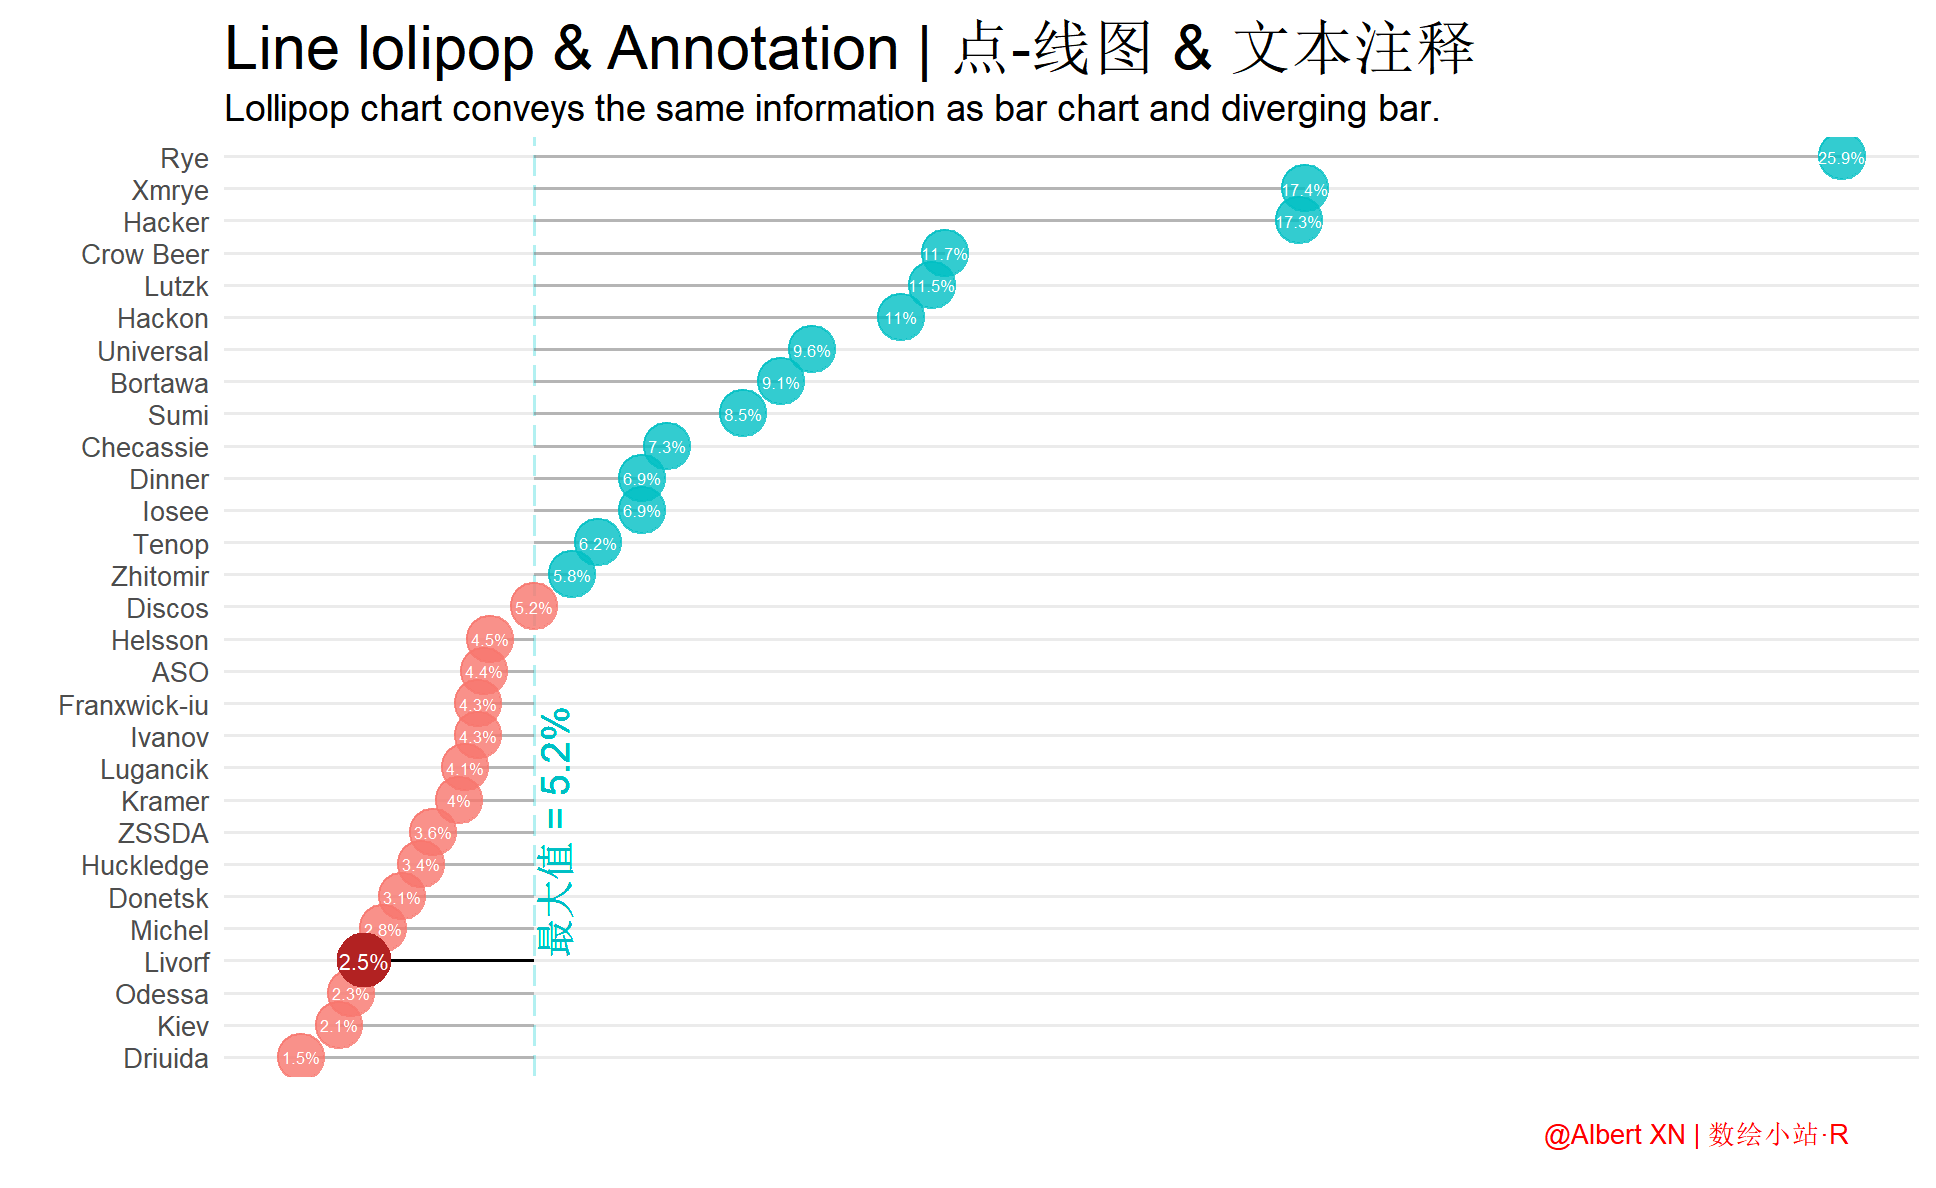 Line lolipop & Annotation | 点-线图 & 文本注释
Lollipop chart conveys the same information as bar chart and diverging bar.
Rye 25.9%
Xmrye 17.4%
Hacker 17.3%
Crow Beer 11.7%
Lutzk 11.5%
Hackon 11%
Universal 9.6%
Bortawa 9.1%
Sumi 8.5%
Checassie 7.3%
Dinner 6.9%
Iosee 6.9%
Tenop 6.2%
Zhitomir 5.8%
Discos 5.2%
Helsson 4.5%
ASO 4.4%
Franxwick-iu 4.3%
Ivanov 4.3%
Lugancik 4.1%
Kramer 4%
ZSSDA 3.6%
Huckledge 3.4%
Donetsk 3.1%
Michel 2.8%
Livorf 2.5%
Odessa 2.3%
Kiev 2.1%
Driuida 1.5%
最大值 = 5.2%
@Albert XN | 数绘小站·R